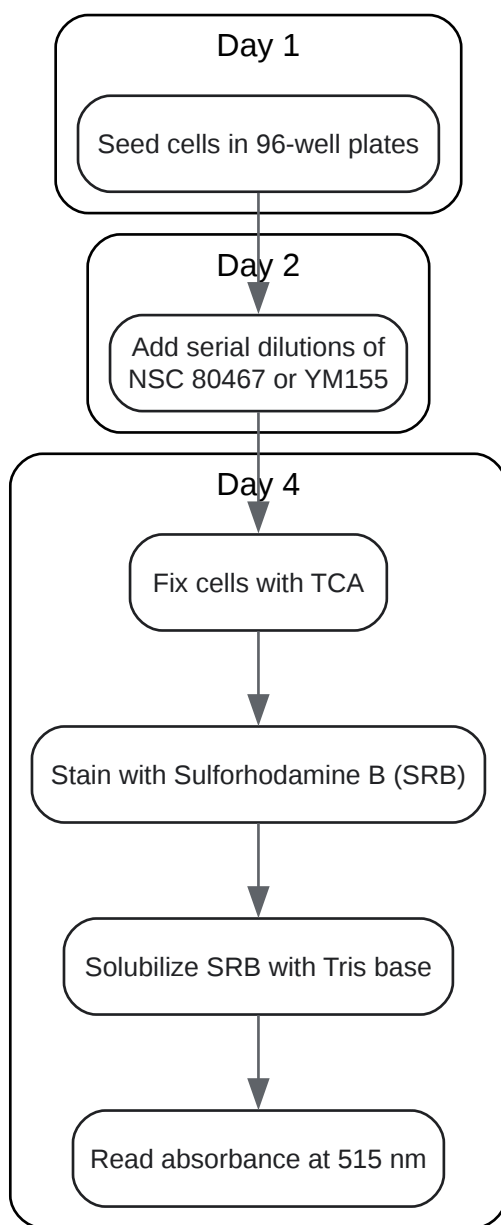 Day 1
Seed cells in 96-well plates
Day 2
Add serial dilutions of
NSC 80467 or YM155
Day 4
Fix cells with TCA
Stain with Sulforhodamine B (SRB)
Solubilize SRB with Tris base
Read absorbance at 515 nm